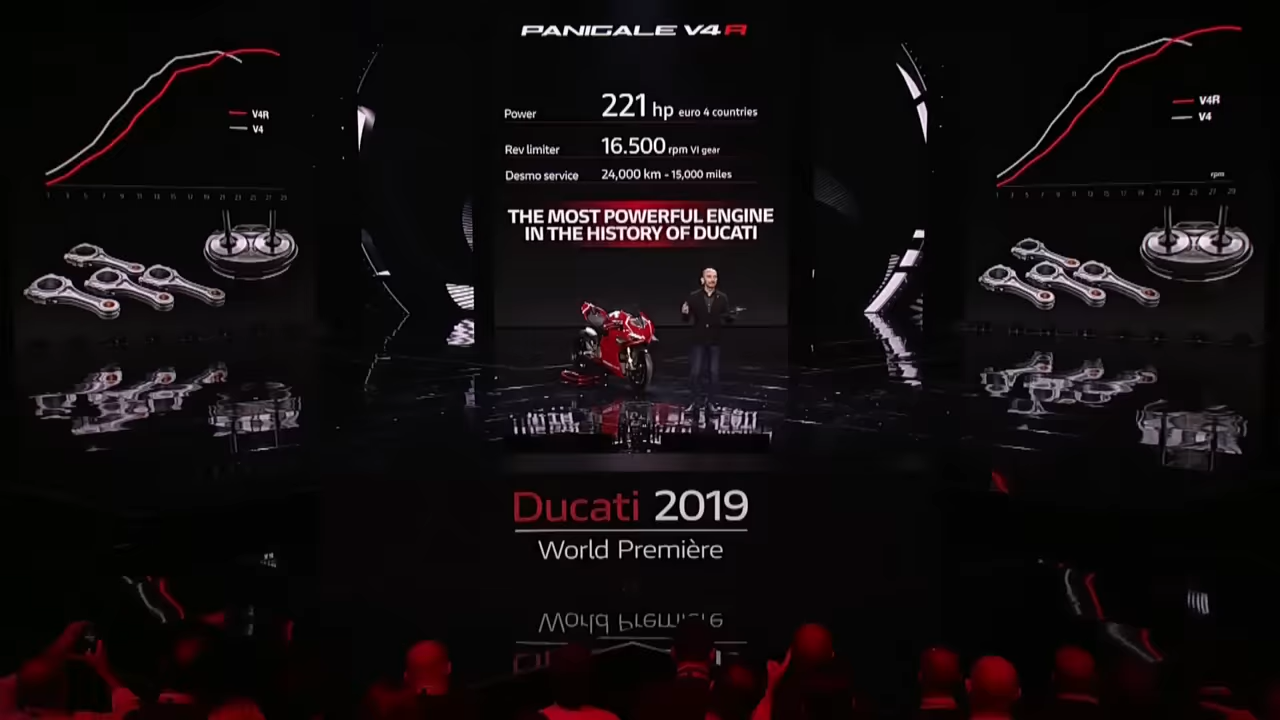 PANIGALE V4 R
Power 221 hp euro 4 countries
Rev limiter 16.500 rpm VI gear
Desmo service 24,000 km - 15,000 miles
THE MOST POWERFUL ENGINE
IN THE HISTORY OF DUCATI
V4R
V4
V4R
V4
rpm
Ducati 2019
World Première
World Première